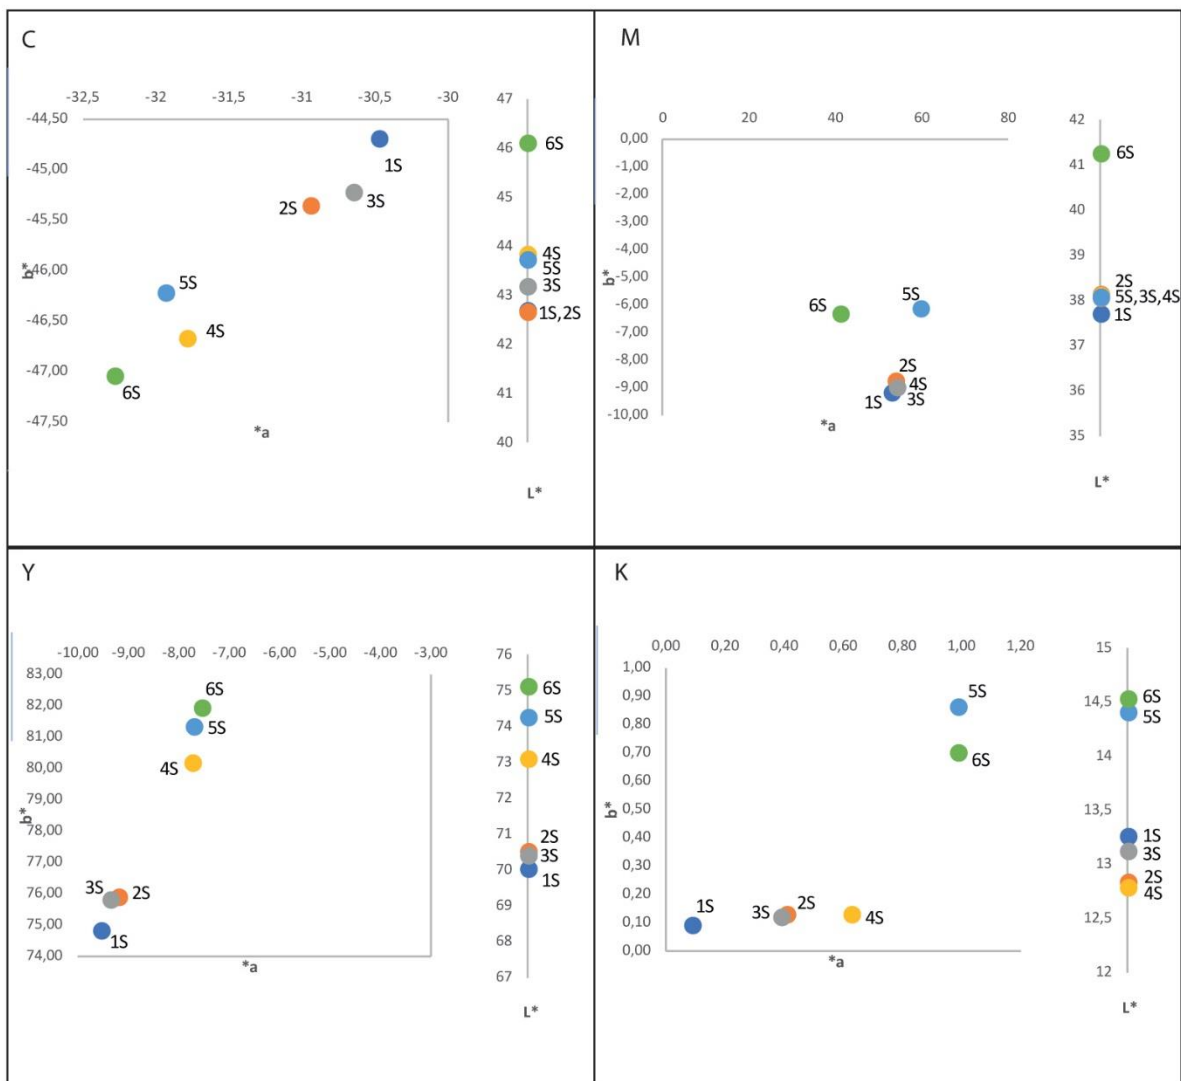 C
-32,5 -32 -31,5 -31 -30,5 -30
-44,50
-45,00
-45,50
-46,00
-46,50
-47,00
-47,50
b*
1S
3S
2S
5S
4S
6S
*a
47
46
45
44
43
42
41
40
6S
4S
5S
3S
1S,2S
L*
M
0 20 40 60 80
0,00
-1,00
-2,00
-3,00
-4,00
-5,00
-6,00
-7,00
-8,00
-9,00
-10,00
b*
6S 5S
2S
4S
1S 3S
*a
42
41
40
39
38
37
36
35
6S
2S
5S,3S,4S
1S
L*
Y
-10,00 -9,00 -8,00 -7,00 -6,00 -5,00 -4,00 -3,00
83,00
82,00
81,00
80,00
79,00
78,00
77,00
76,00
75,00
74,00
b*
6S
5S
4S
3S 2S
1S
*a
76
75
74
73
72
71
70
69
68
67
6S
5S
4S
2S
3S
1S
L*
K
0,00 0,20 0,40 0,60 0,80 1,00 1,20
1,00
0,90
0,80
0,70
0,60
0,50
0,40
0,30
0,20
0,10
0,00
b*
5S
6S
1S 3S 2S 4S
*a
15
14,5
14
13,5
13
12,5
12
6S
5S
1S
3S
2S
4S
L*